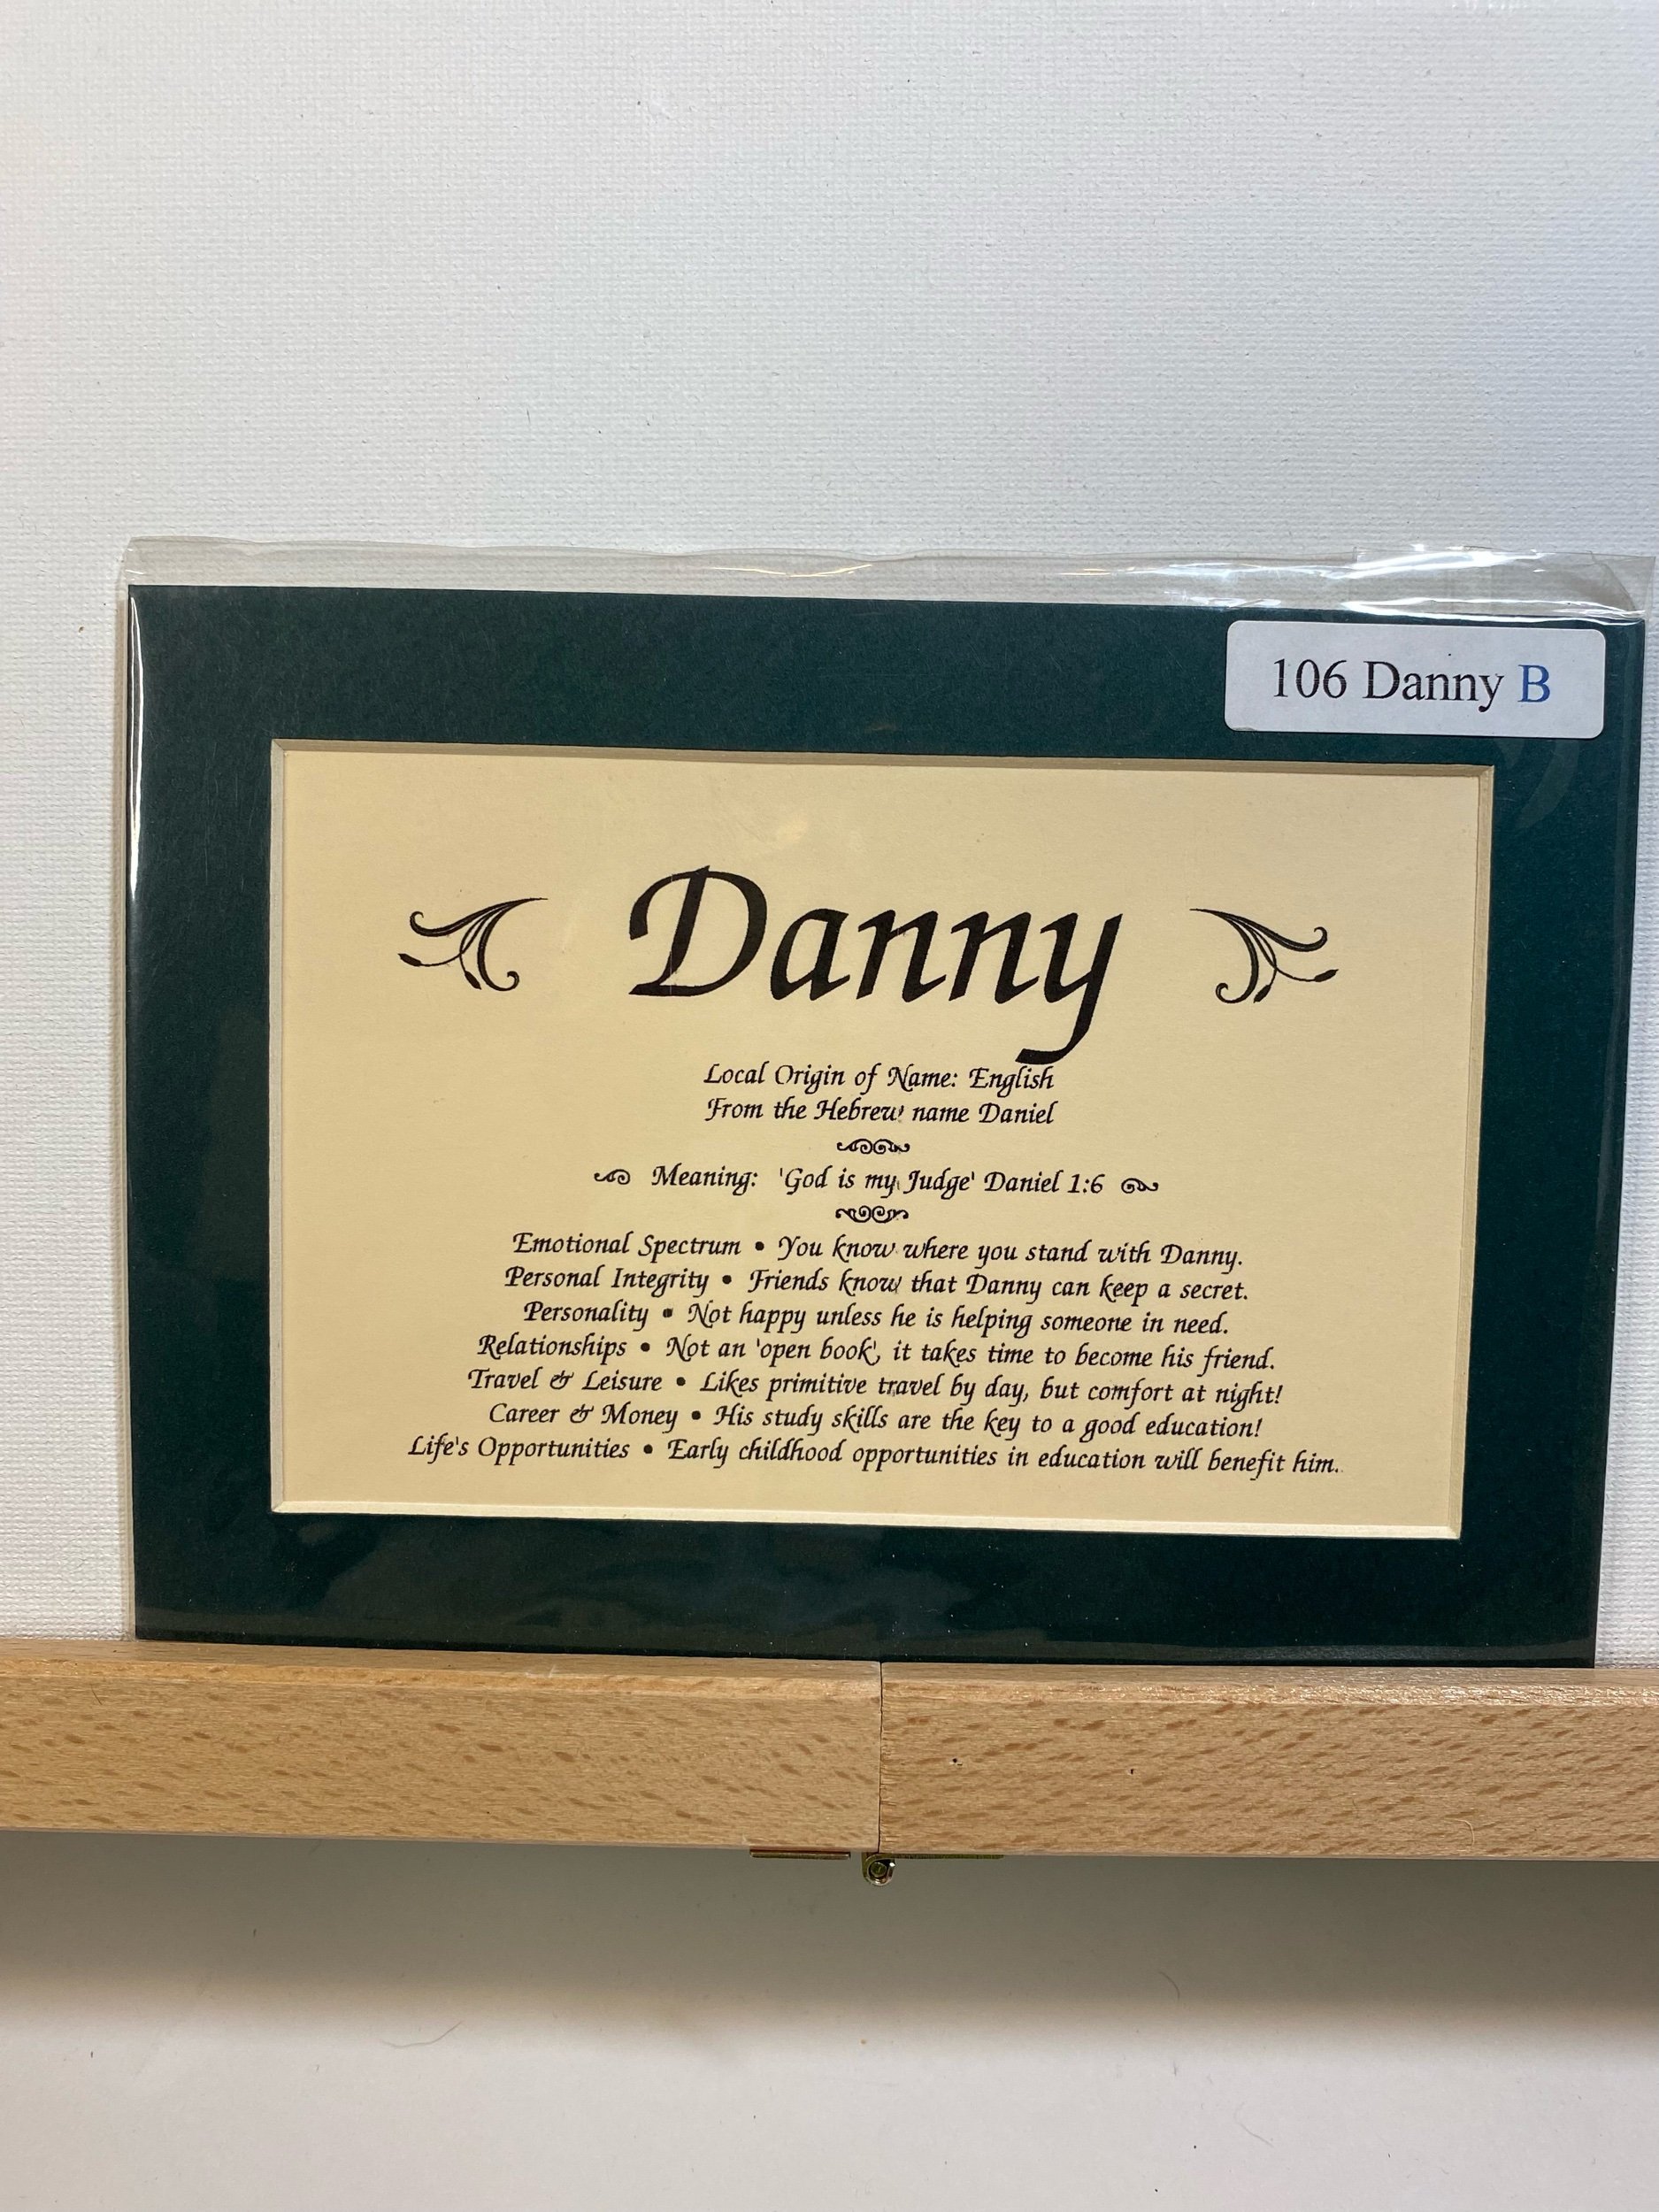 106 Danny B
Danny
Local Origin of Name: English
From the Hebrew name Daniel
Meaning: 'God is my Judge' Daniel 1:6
Emotional Spectrum • You know where you stand with Danny.
Personal Integrity • Friends know that Danny can keep a secret.
Personality • Not happy unless he is helping someone in need.
Relationships • Not an 'open book', it takes time to become his friend.
Travel & Leisure • Likes primitive travel by day, but comfort at night!
Career & Money • His study skills are the key to a good education!
Life's Opportunities • Early childhood opportunities in education will benefit him.